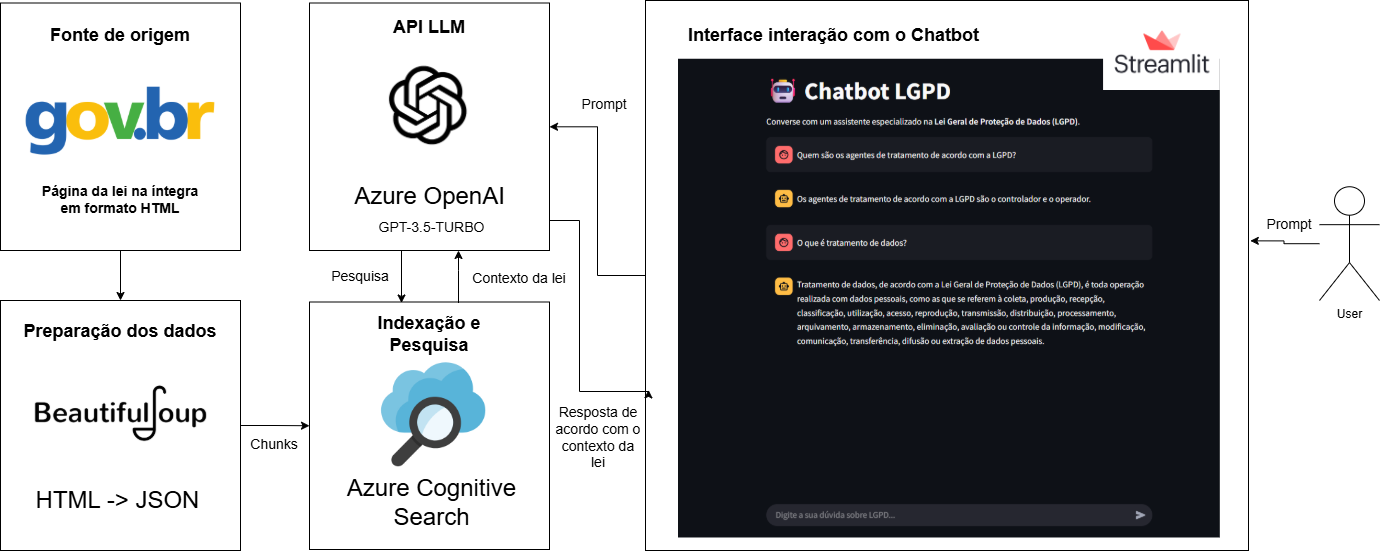 Fonte de origem
gov.br
Página da lei na íntegra
em formato HTML
Preparação dos dados
BeautifulSoup
HTML -> JSON
Chunks
API LLM
Azure OpenAI
GPT-3.5-TURBO
Pesquisa
Contexto da lei
Indexação e
Pesquisa
Azure Cognitive
Search
Prompt
Resposta de
acordo com o
contexto da
lei
Interface interação com o Chatbot
Streamlit
Chatbot LGPD
Converse com um assistente especializado na Lei Geral de Proteção de Dados (LGPD).
Quem são os agentes de tratamento de acordo com a LGPD?
Os agentes de tratamento de acordo com a LGPD são o controlador e o operador.
O que é tratamento de dados?
Tratamento de dados, de acordo com a Lei Geral de Proteção de Dados (LGPD), é toda operação
realizada com dados pessoais, como as que se referem à coleta, produção, recepção,
classificação, utilização, acesso, reprodução, transmissão, distribuição, processamento,
arquivamento, armazenamento, eliminação, avaliação ou controle da informação, modificação,
comunicação, transferência, difusão ou extração de dados pessoais.
Digite a sua dúvida sobre LGPD...
Prompt
User